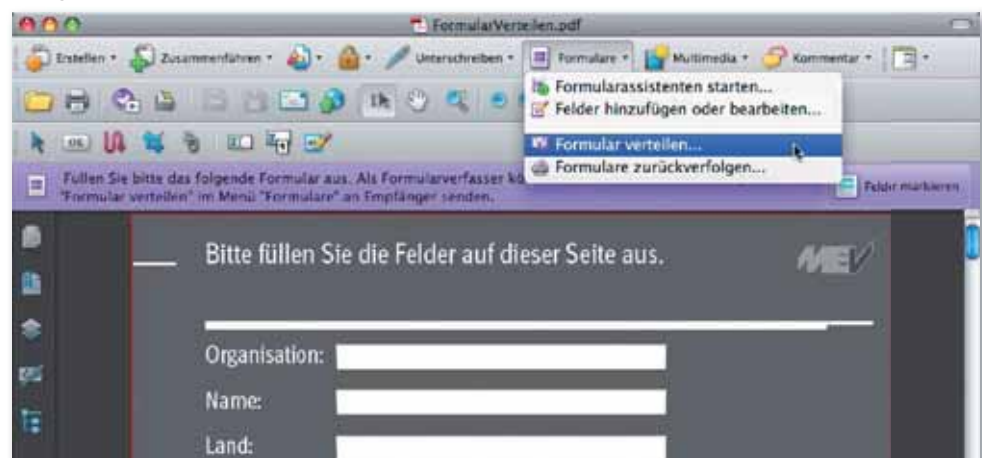 FormularVerteilen.pdf
Erstellen Zusammenführen Unterschreiben Formulare Multimedia Kommentar
Formularassistenten starten...
Felder hinzufügen oder bearbeiten...
Formular verteilen...
Formulare zurückverfolgen...
Füllen Sie bitte das folgende Formular aus. Als Formularverfasser kö
"Formular verteilen" im Menü "Formulare" an Empfänger senden.
Felder markieren
Bitte füllen Sie die Felder auf dieser Seite aus.
MEV
Organisation:
Name:
Land: